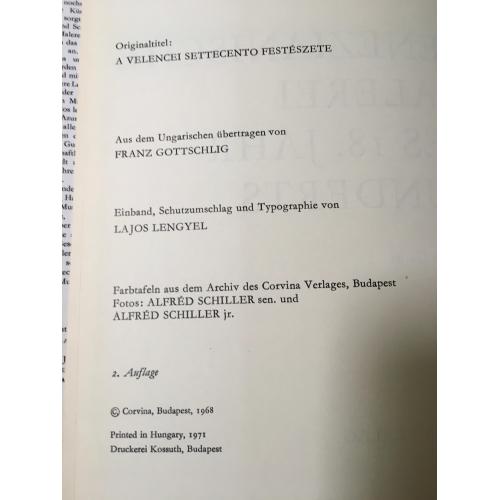 Originaltitel:
A VELENCEI SETTECENTO FESTÉSZETE
Aus dem Ungarischen übertragen von
FRANZ GOTTSCHLIG
Einband, Schutzumschlag und Typographie von
LAJOS LENGYEL
Farbtafeln aus dem Archiv des Corvina Verlages, Budapest
Fotos: ALFRÉD SCHILLER sen. und
ALFRÉD SCHILLER jr.
2. Auflage
© Corvina, Budapest, 1968
Printed in Hungary, 1971
Druckerei Kossuth, Budapest